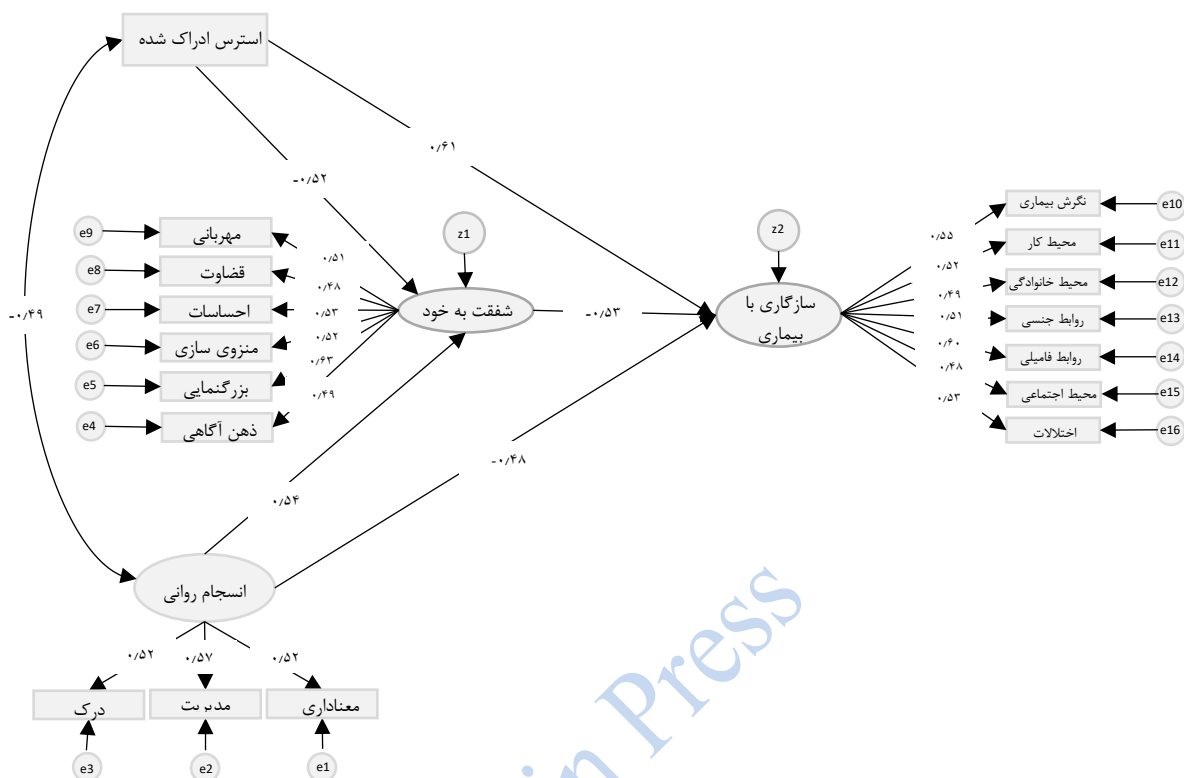 استرس ادراک شده
۰/۶۱
-۰/۵۲
-۰/۴۹
e9
مهربانی
۰/۵۱
e8
قضاوت
۰/۴۸
e7
احساسات
۰/۵۳
e6
منزوی سازی
۰/۵۲
e5
بزرگنمایی
۰/۶۳
e4
ذهن آگاهی
۰/۴۹
z1
شفقت به خود
-۰/۵۳
z2
سازگاری با
بیماری
۰/۵۵
نگرش بیماری
e10
۰/۵۲
محیط کار
e11
۰/۴۹
محیط خانوادگی
e12
۰/۵۱
روابط جنسی
e13
۰/۶۰
روابط فامیلی
e14
۰/۴۸
محیط اجتماعی
e15
۰/۵۳
اختلالات
e16
-۰/۴۸
۰/۵۴
انسجام روانی
۰/۵۲
۰/۵۷
۰/۵۲
درک
مدیریت
معناداری
e3
e2
e1
in Press